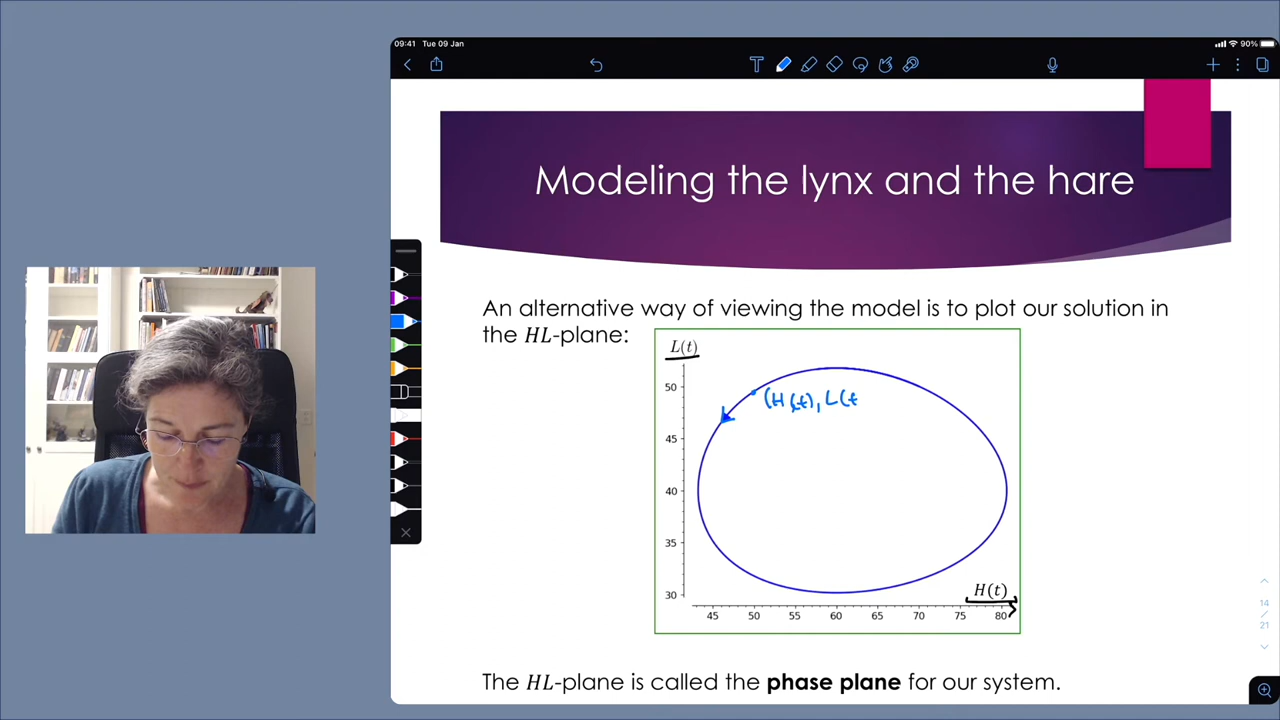 09:41 Tue 09 Jan
90%
T
Modeling the lynx and the hare
An alternative way of viewing the model is to plot our solution in
the HL-plane:
L(t)
50
(H(t), L(t
45
40
35
30
H(t)
45 50 55 60 65 70 75 80
14
/
21
The HL-plane is called the phase plane for our system.